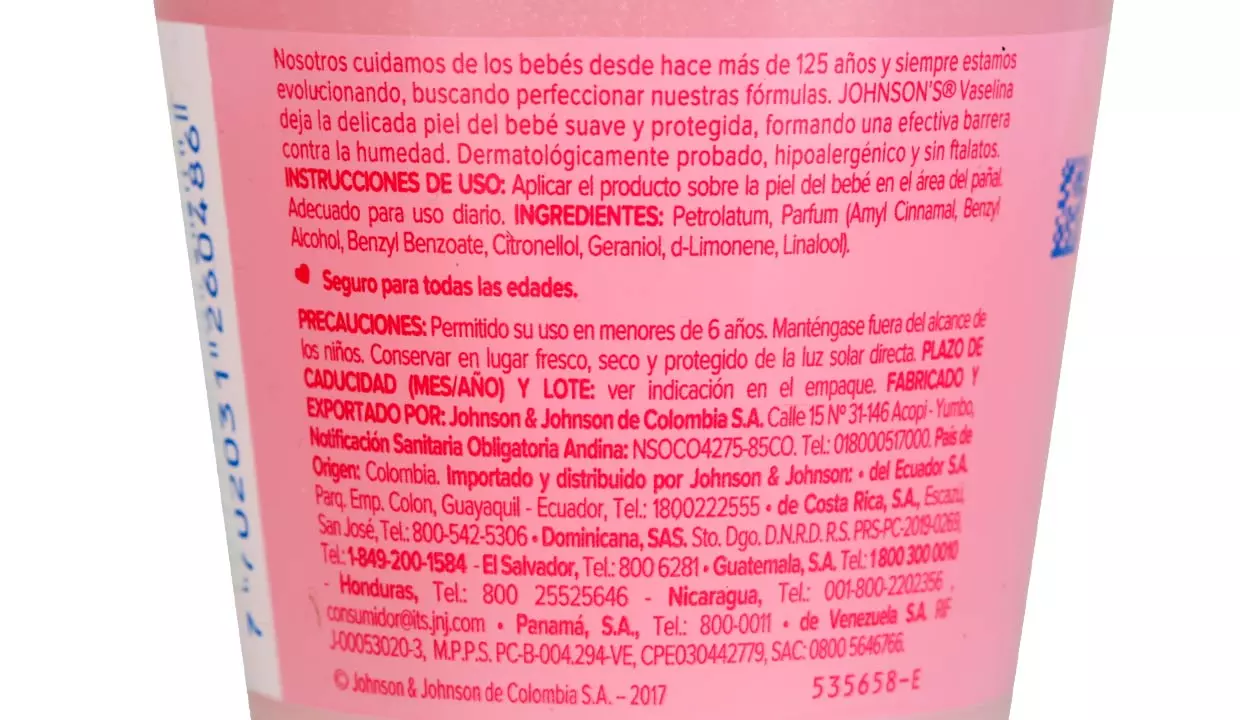 Nosotros cuidamos de los bebés desde hace más de 125 años y siempre estamos
evolucionando, buscando perfeccionar nuestras fórmulas. JOHNSON'S® Vaselina
deja la delicada piel del bebé suave y protegida, formando una efectiva barrera
contra la humedad. Dermatológicamente probado, hipoalergénico y sin ftalatos.
INSTRUCCIONES DE USO: Aplicar el producto sobre la piel del bebé en el área del pañal.
Adecuado para uso diario. INGREDIENTES: Petrolatum, Parfum (Amyl Cinnamal, Benzyl
Alcohol, Benzyl Benzoate, Citronellol, Geraniol, d-Limonene, Linalool).
Seguro para todas las edades.
PRECAUCIONES: Permitido su uso en menores de 6 años. Manténgase fuera del alcance de
los niños. Conservar en lugar fresco, seco y protegido de la luz solar directa. PLAZO DE
CADUCIDAD (MES/AÑO) Y LOTE: ver indicación en el empaque. FABRICADO Y
EXPORTADO POR: Johnson & Johnson de Colombia S.A. Calle 15 Nº 31-146 Acopi - Yumbo,
Notificación Sanitaria Obligatoria Andina: NSOCO4275-85CO. Tel.: 018000517000. País de
Origen: Colombia. Importado y distribuido por Johnson & Johnson: • del Ecuador S.A.
Parq. Emp. Colon, Guayaquil - Ecuador, Tel.: 1800222555 • de Costa Rica, S.A., Escazú,
San José, Tel.: 800-542-5306 • Dominicana, SAS. Sto. Dgo. D.N.R.D. R.S. PRS-PC-2019-0269,
Tel.: 1-849-200-1584 - El Salvador, Tel.: 800 6281 • Guatemala, S.A. Tel.: 1 800 300 0010
- Honduras, Tel.: 800 25525646 - Nicaragua, Tel.: 001-800-2202356 ,
consumidor@its.jnj.com • Panamá, S.A., Tel.: 800-0011 • de Venezuela S.A. RIF
J-00053020-3, M.P.P.S. PC-B-004.294-VE, CPE030442779, SAC: 0800 5646766.
© Johnson & Johnson de Colombia S.A. – 2017
535658-E
7 702031 260486